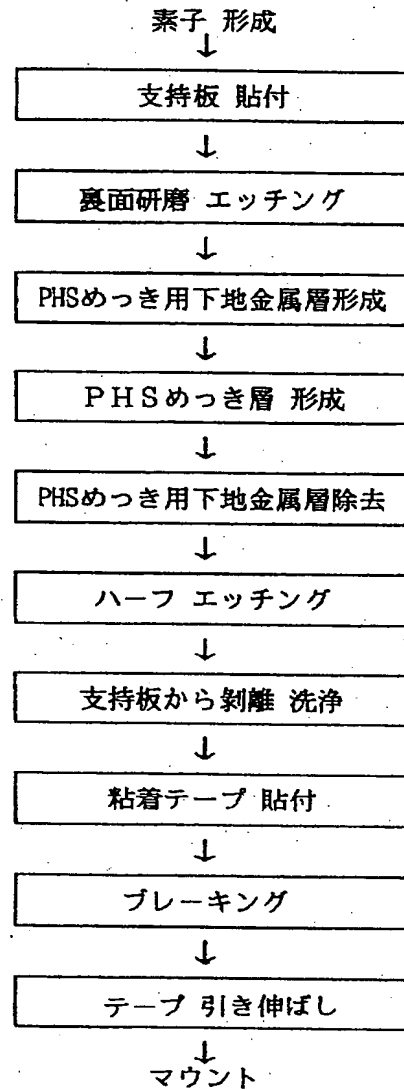 素子 形成
↓
支持板 貼付
↓
裏面研磨 エッチング
↓
PHSめっき用下地金属層形成
↓
PHSめっき層 形成
↓
PHSめっき用下地金属層除去
↓
ハーフ エッチング
↓
支持板から剝離 洗浄
↓
粘着テープ 貼付
↓
ブレーキング
↓
テープ 引き伸ばし
↓
マウント